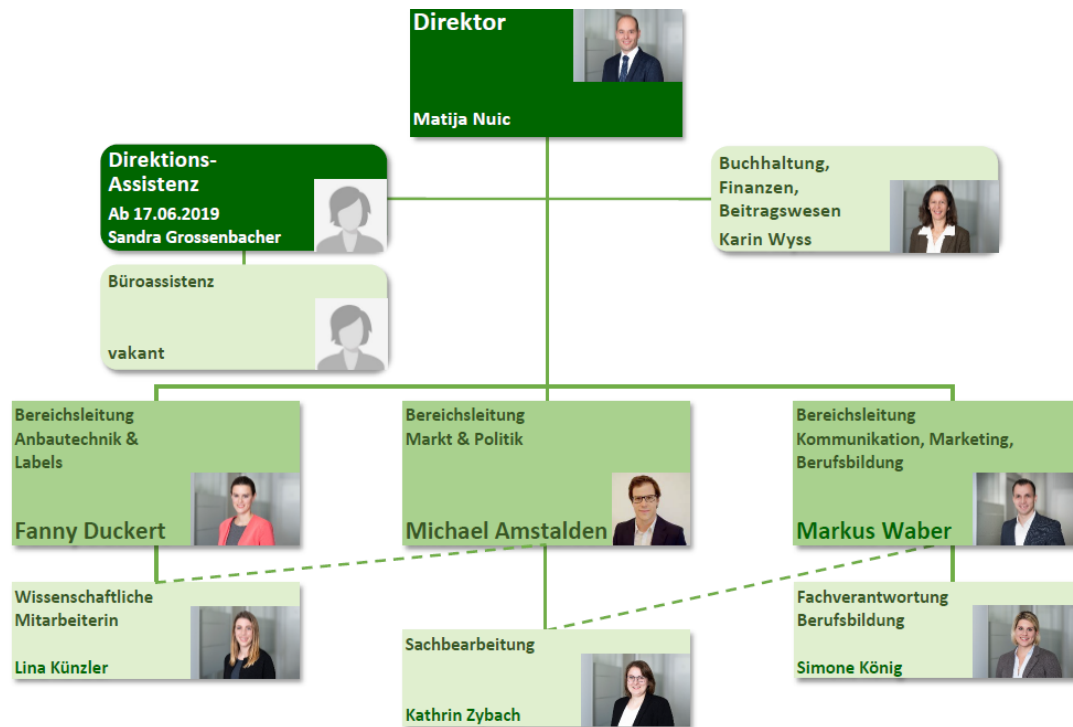 Direktor
Matija Nuic
Direktions-
Assistenz
Ab 17.06.2019
Sandra Grossenbacher
Buchhaltung,
Finanzen,
Beitragswesen
Karin Wyss
Büroassistenz
vakant
Bereichsleitung
Anbautechnik &
Labels
Fanny Duckert
Bereichsleitung
Markt & Politik
Michael Amstalden
Bereichsleitung
Kommunikation, Marketing,
Berufsbildung
Markus Waber
Wissenschaftliche
Mitarbeiterin
Lina Künzler
Sachbearbeitung
Kathrin Zybach
Fachverantwortung
Berufsbildung
Simone König